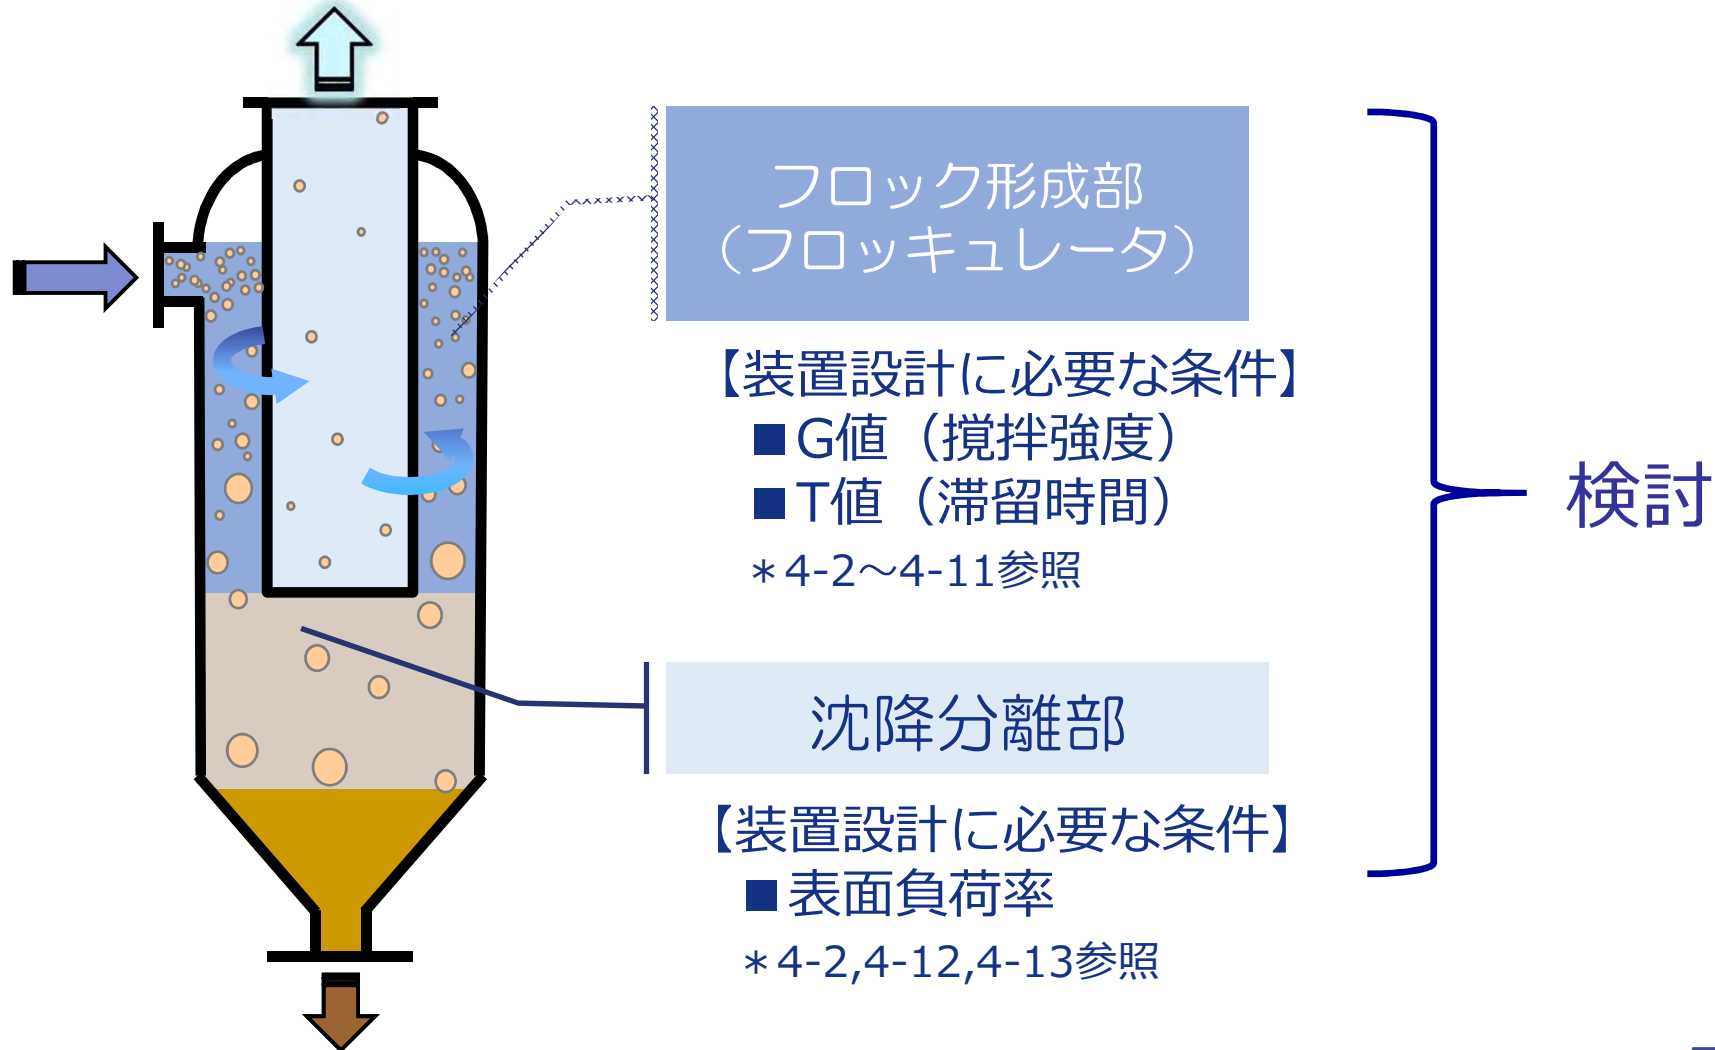 フロック形成部
（フロッキュレータ）
【装置設計に必要な条件】
■G値（撹拌強度）
■T値（滞留時間）
＊4-2～4-11参照
検討
沈降分離部
【装置設計に必要な条件】
■表面負荷率
＊4-2,4-12,4-13参照